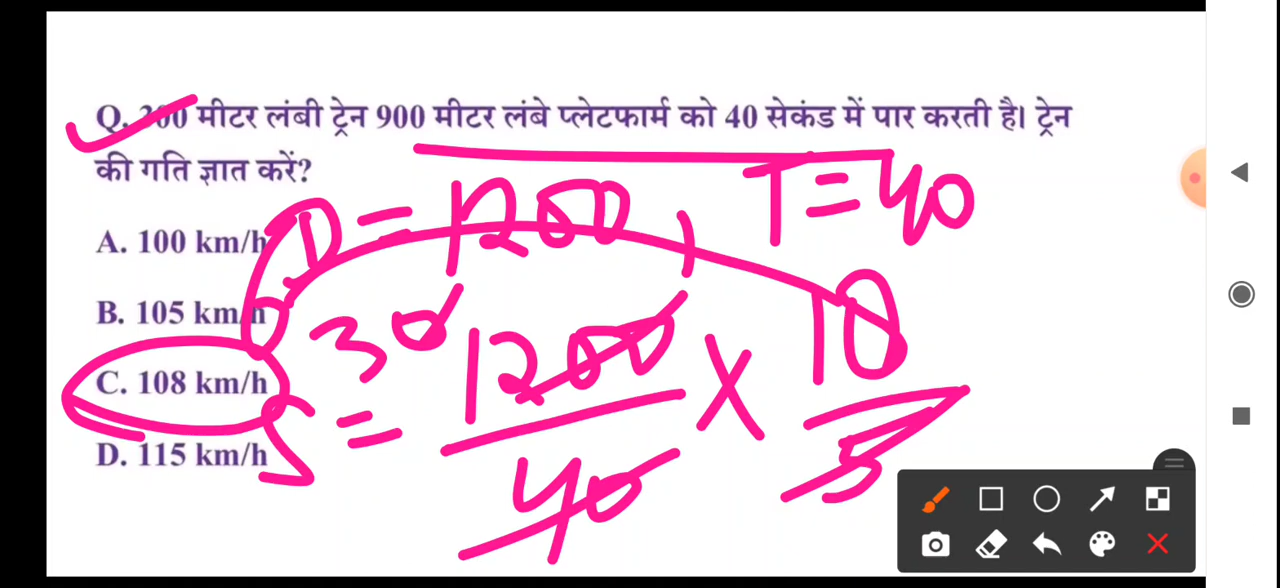 Q. 300 मीटर लंबी ट्रेन 900 मीटर लंबे प्लेटफार्म को 40 सेकंड में पार करती है। ट्रेन
की गति ज्ञात करें?
A. 100 km/h
B. 105 km/h
C. 108 km/h
D. 115 km/h
D = 1200, T = 40
30
S = 1200/40 × 18/5